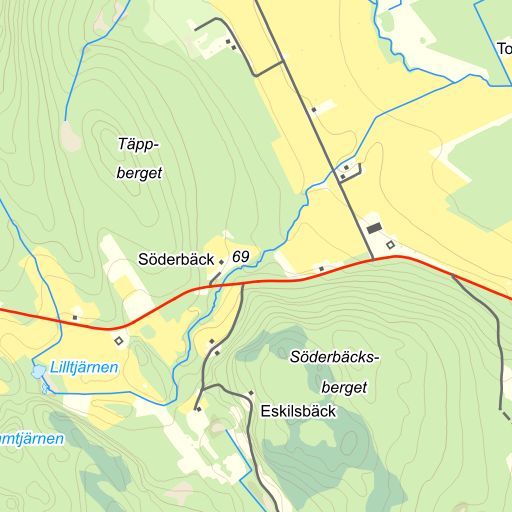 To
Täpp-
berget
Söderbäck
69
Lilltjärnen
Söderbäcks-
berget
Eskilsbäck
mtjärnen